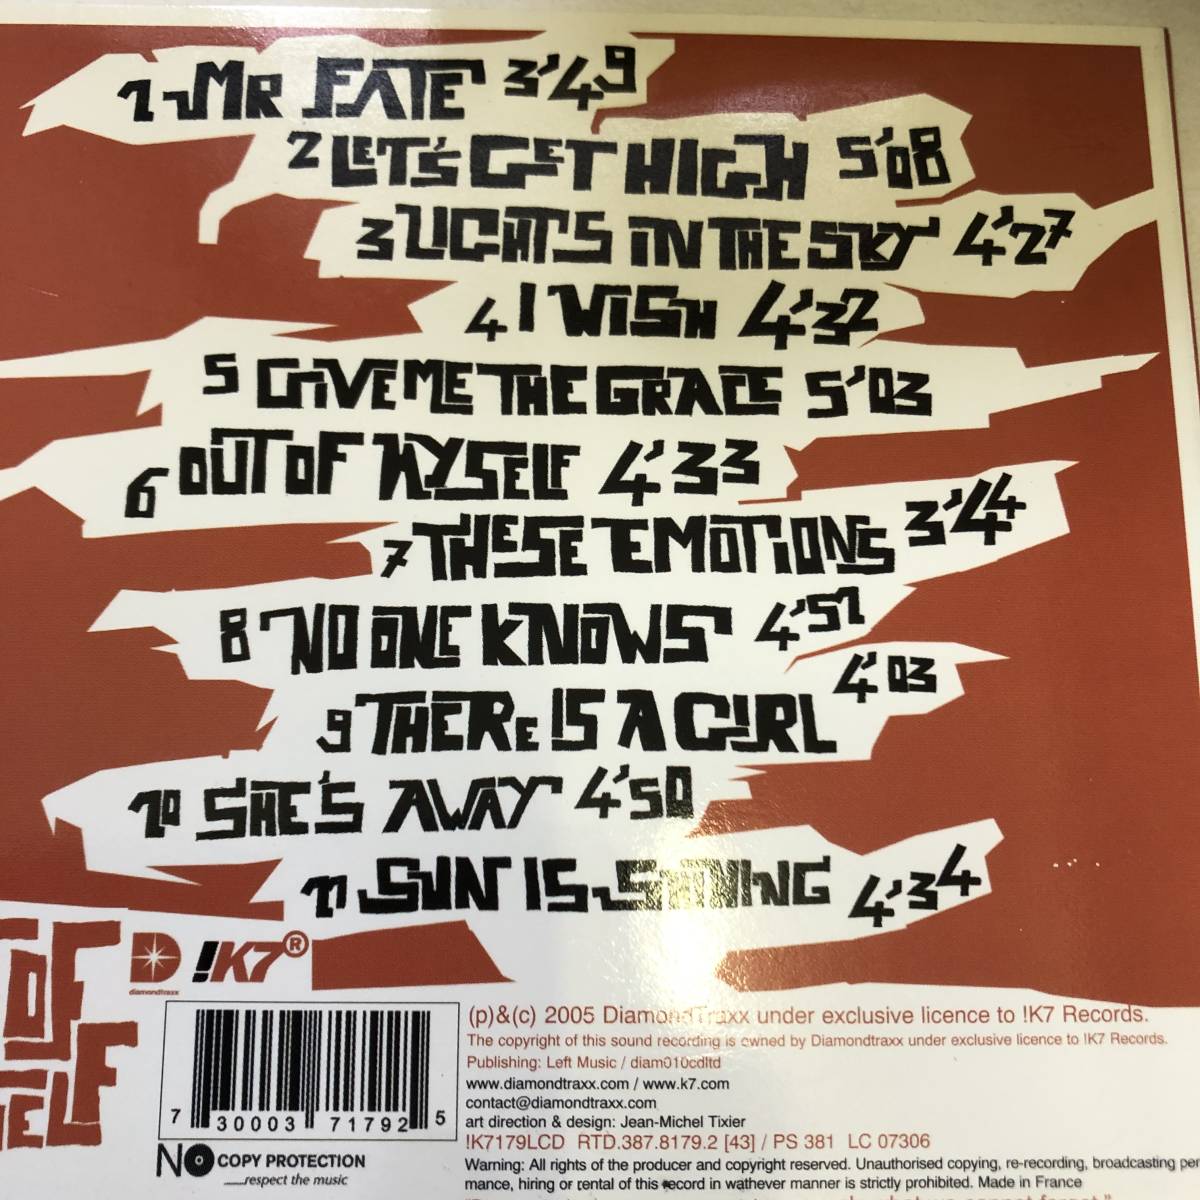 1 MR FATE 3'49
2 LET'S GET HIGH 5'08
3 LIGHTS IN THE SKY 4'27
4 I WISH 4'32
5 GIVE ME THE GRACE 5'03
6 OUT OF MYSELF 4'33
7 THESE EMOTIONS 3'44
8 NO ONE KNOWS 4'51
9 THERE IS A GIRL 4'03
10 SHE'S AWAY 4'50
11 SUN IS SHINING 4'34
OF
ELF
D !K7®
diamondtraxx
(p)&(c) 2005 DiamondTraxx under exclusive licence to !K7 Records.
The copyright of this sound recording is owned by Diamondtraxx under exclusive licence to !K7 Records.
Publishing: Left Music / diam010cdltd
www.diamondtraxx.com / www.k7.com
contact@diamondtraxx.com
art direction & design: Jean-Michel Tixier
!K7179LCD RTD.387.8179.2 [43] / PS 381 LC 07306
Warning: All rights of the producer and copyright reserved. Unauthorised copying, re-recording, broadcasting per
mance, hiring or rental of this record in wathever manner is strictly prohibited. Made in France
7 30003 71792 5
NO COPY PROTECTION
respect the music